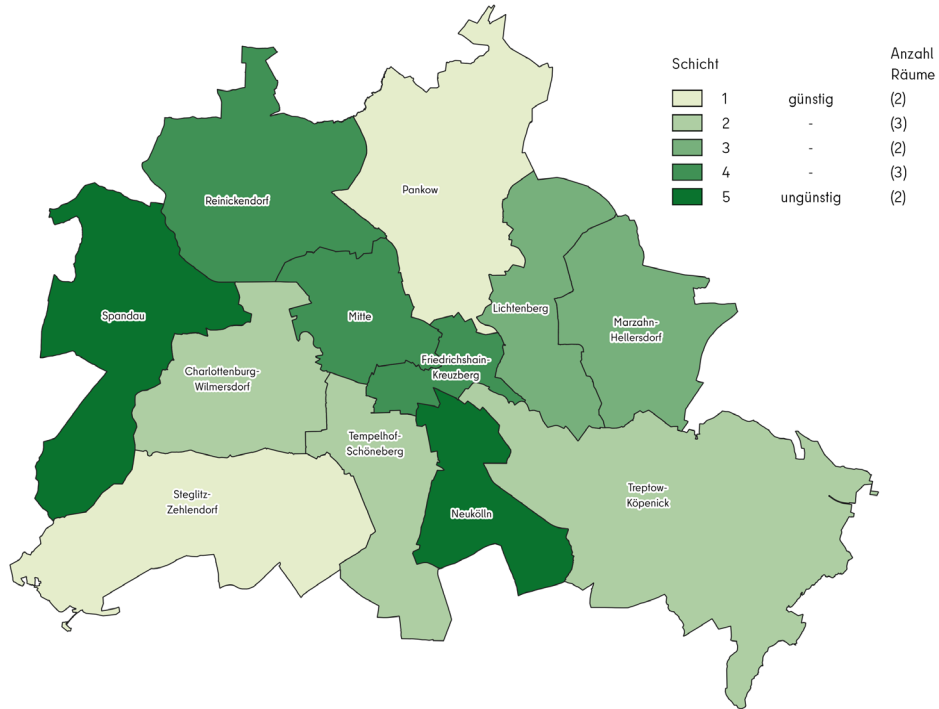 Anzahl
Schicht
Räume
1 günstig (2)
2 - (3)
3 - (2)
4 - (3)
5 ungünstig (2)
Pankow
Reinickendorf
Spandau
Mitte
Lichtenberg
Marzahn-
Hellersdorf
Friedrichshain-
Kreuzberg
Charlottenburg-
Wilmersdorf
Tempelhof-
Schöneberg
Steglitz-
Zehlendorf
Neukölln
Treptow-
Köpenick